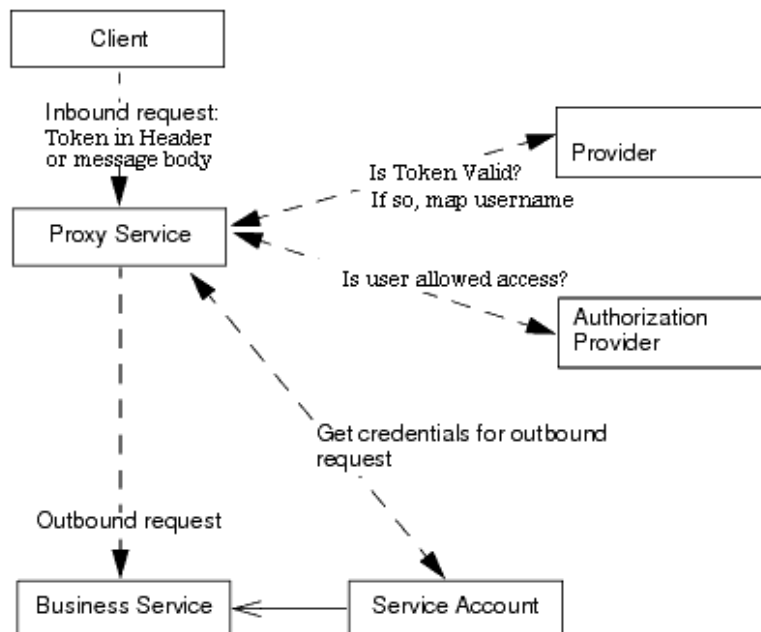 Client
Inbound request:
Token in Header
or message body
Provider
Is Token Valid?
If so, map username
Proxy Service
Is user allowed access?
Authorization
Provider
Get credentials for outbound
request
Outbound request
Business Service
Service Account